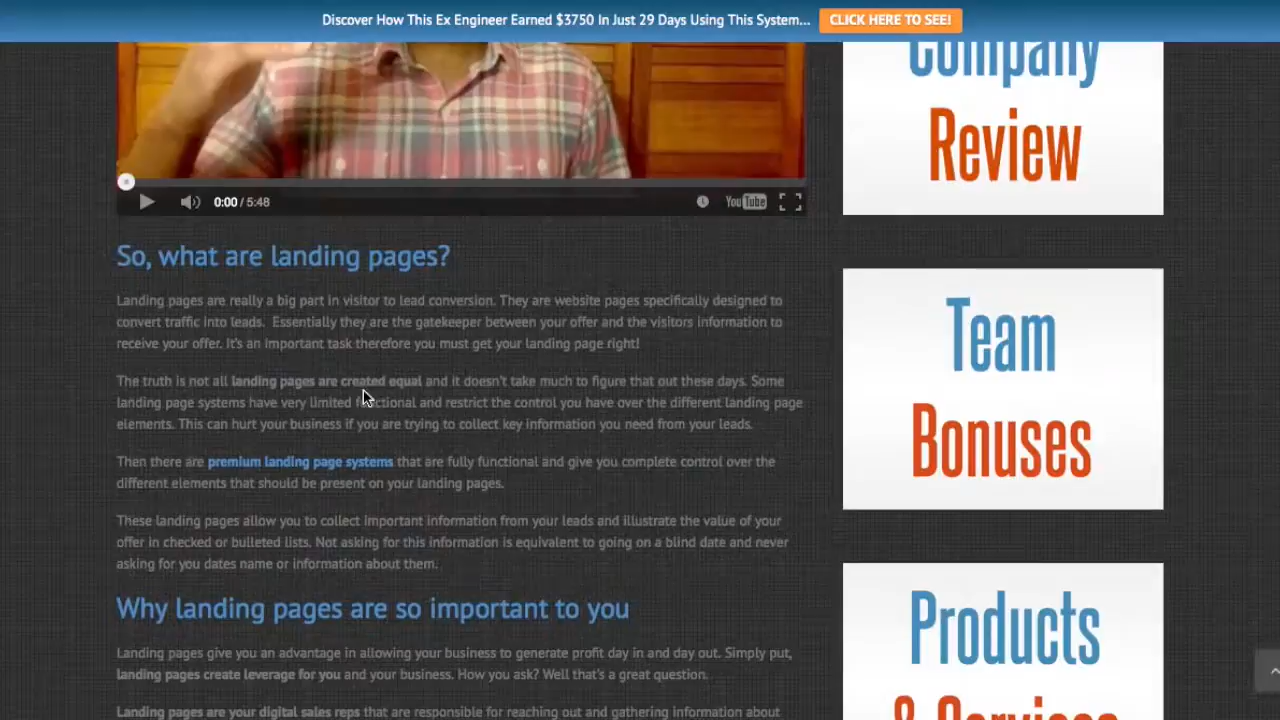 Discover How This Ex Engineer Earned $3750 In Just 29 Days Using This System...
CLICK HERE TO SEE!
0:00 / 5:48
YouTube
So, what are landing pages?
Landing pages are really a big part in visitor to lead conversion. They are website pages specifically designed to
convert traffic into leads. Essentially they are the gatekeeper between your offer and the visitors information to
receive your offer. It's an important task therefore you must get your landing page right!
The truth is not all landing pages are created equal and it doesn't take much to figure that out these days. Some
landing page systems have very limited functional and restrict the control you have over the different landing page
elements. This can hurt your business if you are trying to collect key information you need from your leads.
Then there are premium landing page systems that are fully functional and give you complete control over the
different elements that should be present on your landing pages.
These landing pages allow you to collect important information from your leads and illustrate the value of your
offer in checked or bulleted lists. Not asking for this information is equivalent to going on a blind date and never
asking for you dates name or information about them.
Why landing pages are so important to you
Landing pages give you an advantage in allowing your business to generate profit day in and day out. Simply put,
landing pages create leverage for you and your business. How you ask? Well that's a great question.
Landing pages are your digital sales reps that are responsible for reaching out and gathering information about
Company
Review
Team
Bonuses
Products
& Services